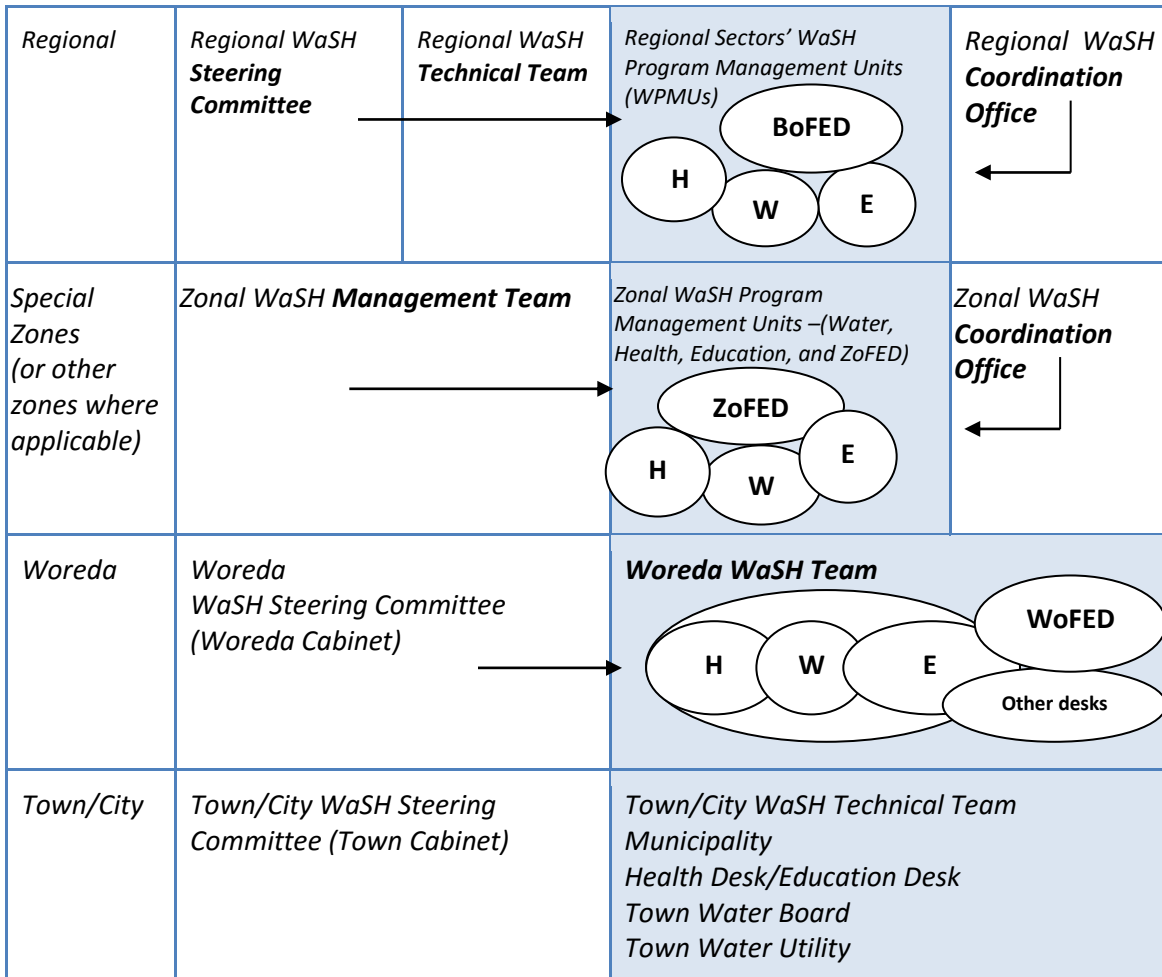 Regional
Regional WaSH
Steering
Committee
Regional WaSH
Technical Team
Regional Sectors’ WaSH
Program Management Units
(WPMUs)
BoFED
H
W
E
Regional WaSH
Coordination
Office
Special
Zones
(or other
zones where
applicable)
Zonal WaSH Management Team
Zonal WaSH Program
Management Units –(Water,
Health, Education, and ZoFED)
ZoFED
H
W
E
Zonal WaSH
Coordination
Office
Woreda
Woreda
WaSH Steering Committee
(Woreda Cabinet)
Woreda WaSH Team
H
W
E
WoFED
Other desks
Town/City
Town/City WaSH Steering
Committee (Town Cabinet)
Town/City WaSH Technical Team
Municipality
Health Desk/Education Desk
Town Water Board
Town Water Utility